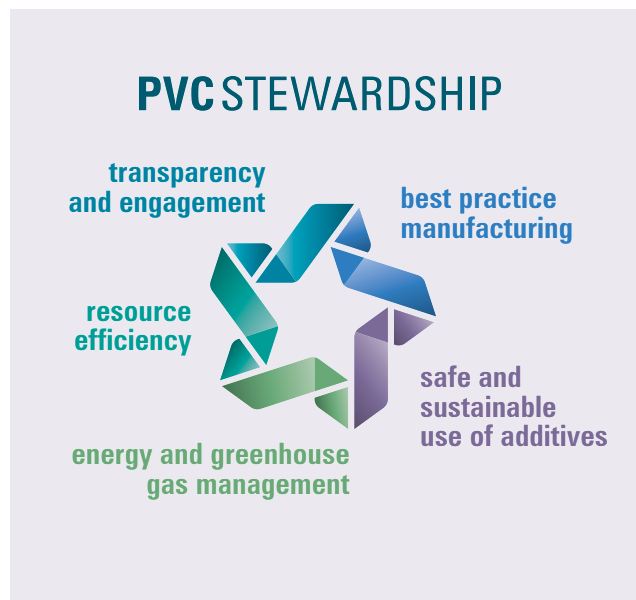 PVC STEWARDSHIP
transparency
and engagement
best practice
manufacturing
resource
efficiency
safe and
sustainable
use of additives
energy and greenhouse
gas management